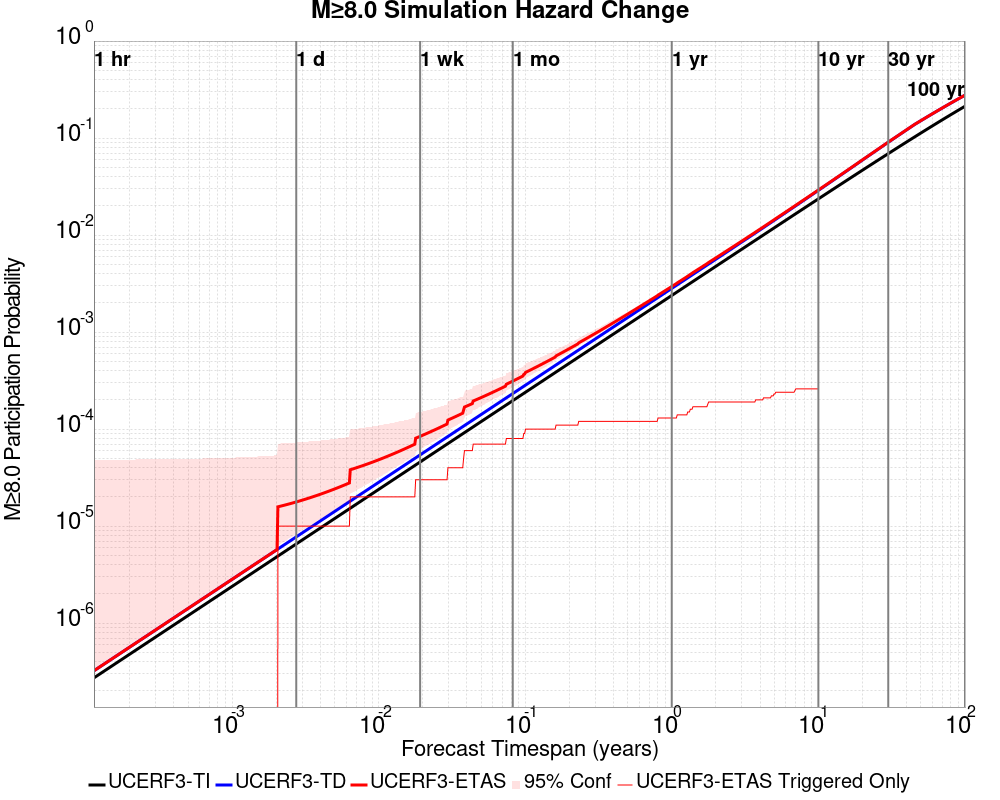 M≥8.0 Simulation Hazard Change
10^0
10^-1
10^-2
10^-3
10^-4
10^-5
10^-6
M≥8.0 Participation Probability
1 hr
1 d
1 wk
1 mo
1 yr
10 yr
30 yr
100 yr
10^-3
10^-2
10^-1
10^0
10^1
10^2
Forecast Timespan (years)
UCERF3-TI UCERF3-TD UCERF3-ETAS 95% Conf UCERF3-ETAS Triggered Only